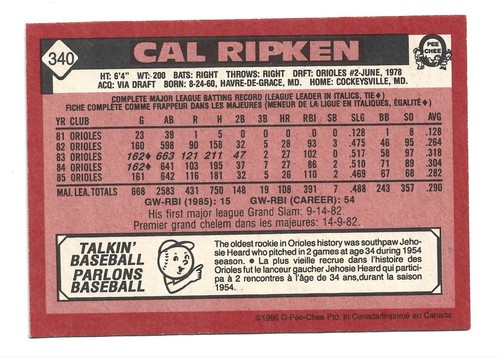 340
CAL RIPKEN
O
PEE
CHEE
HT: 6'4" WT: 200 BATS: RIGHT THROWS: RIGHT DRFT: ORIOLES #2-JUNE, 1978
ACQ: VIA DRAFT BORN: 8-24-60, HAVRE-DE-GRACE, MD. HOME: COCKEYSVILLE, MD.
COMPLETE MAJOR LEAGUE BATTING RECORD (LEAGUE LEADER IN ITALICS, TIE♦)
FICHE COMPLÈTE COMME FRAPPEUR DANS LES MAJEURES (MENEUR DE LA LIGUE EN ITALIQUES, ÉGALITÉ♦)
YR CLUB G AB R H 2B 3B HR RBI SB SLG BB SO AVG
81 ORIOLES 23 39 1 5 0 0 0 0 0 .128 1 8 .128
82 ORIOLES 160 598 90 158 32 5 28 93 3 .475 46 95 .264
83 ORIOLES 162♦ 663 121 211 47 2 27 102 0 .517 58 97 .318
84 ORIOLES 162♦ 641 103 195 37 7 27 86 2 .510 71 89 .304
85 ORIOLES 161 642 116 181 32 5 26 110 2 .469 67 68 .282
MAJ. LEA. TOTALS 668 2583 431 750 148 19 108 391 7 .488 243 357 .290
GW-RBI (1985): 15 GW-RBI (CAREER): 54
His first major league Grand Slam: 9-14-82.
Premier grand chelem dans les majeures: 14-9-82.
TALKIN'
BASEBALL
PARLONS
BASEBALL
The oldest rookie in Orioles history was southpaw Jeho-
sie Heard who pitched in 2 games at age 34 during 1954
season. ♦ La plus vieille recrue dans l'histoire des
Orioles fut le lanceur gaucher Jehosie Heard qui partici-
pa à 2 rencontres à l'âge de 34 ans, durant la saison
1954.
©1986 O-Pee-Chee Ptd. in Canada/Imprimé au Canada